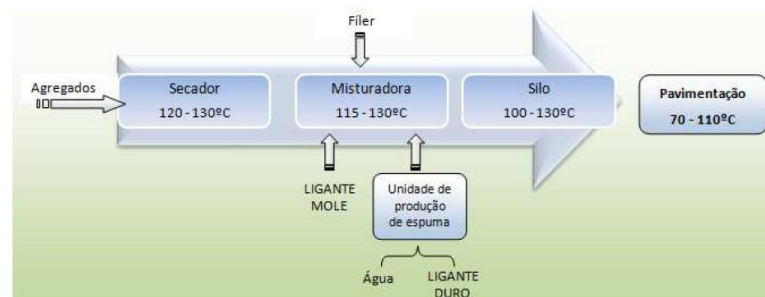 Fíler
Agregados
Secador
120 - 130ºC
Misturadora
115 - 130ºC
Silo
100 - 130ºC
Pavimentação
70 - 110ºC
LIGANTE
MOLE
Unidade de
produção
de espuma
Água
LIGANTE
DURO